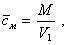 c̄ₘ = M / V₁ ,